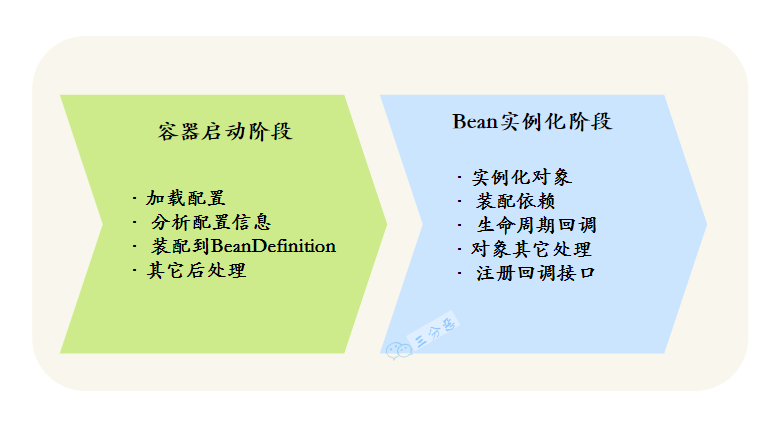 容器启动阶段
· 加载配置
· 分析配置信息
· 装配到BeanDefinition
· 其它后处理
Bean实例化阶段
· 实例化对象
· 装配依赖
· 生命周期回调
· 对象其它处理
· 注册回调接口
三分恶